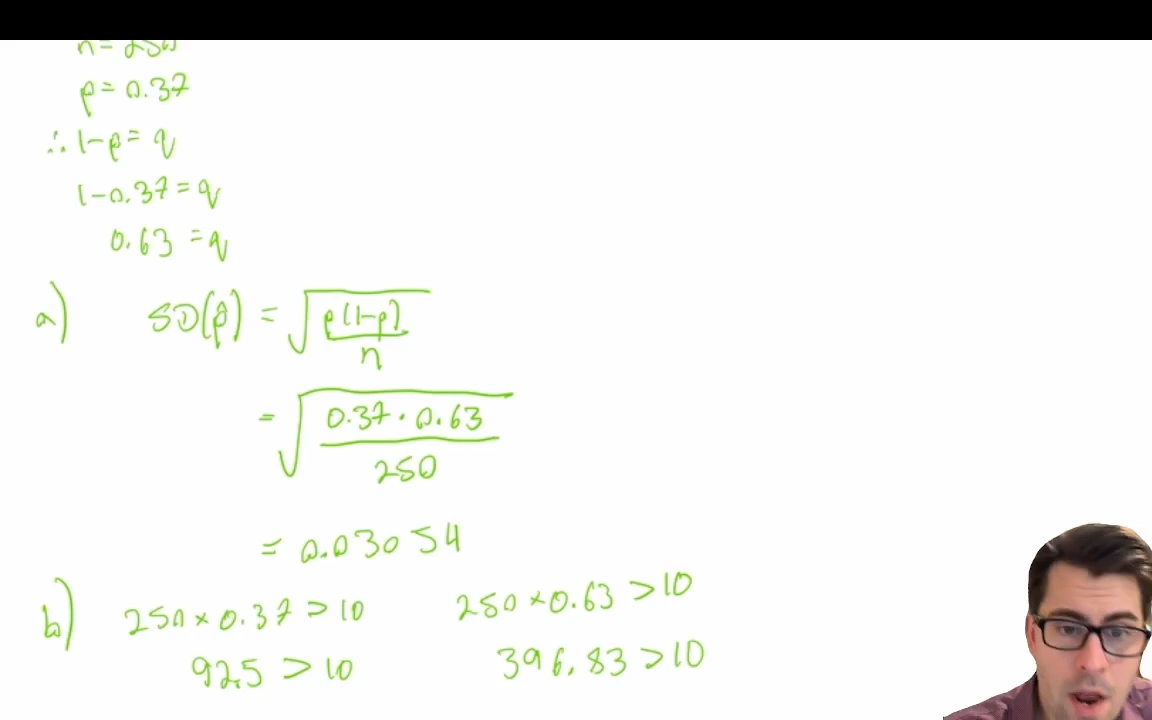 n = 250
p = 0.37
∴ 1-p = q
1-0.37 = q
0.63 = q
a) SD(p̂) = √(p(1-p)/n)
= √(0.37 · 0.63/250)
= 0.03054
b) 250 × 0.37 > 10 250 × 0.63 > 10
92.5 > 10 396.83 > 10